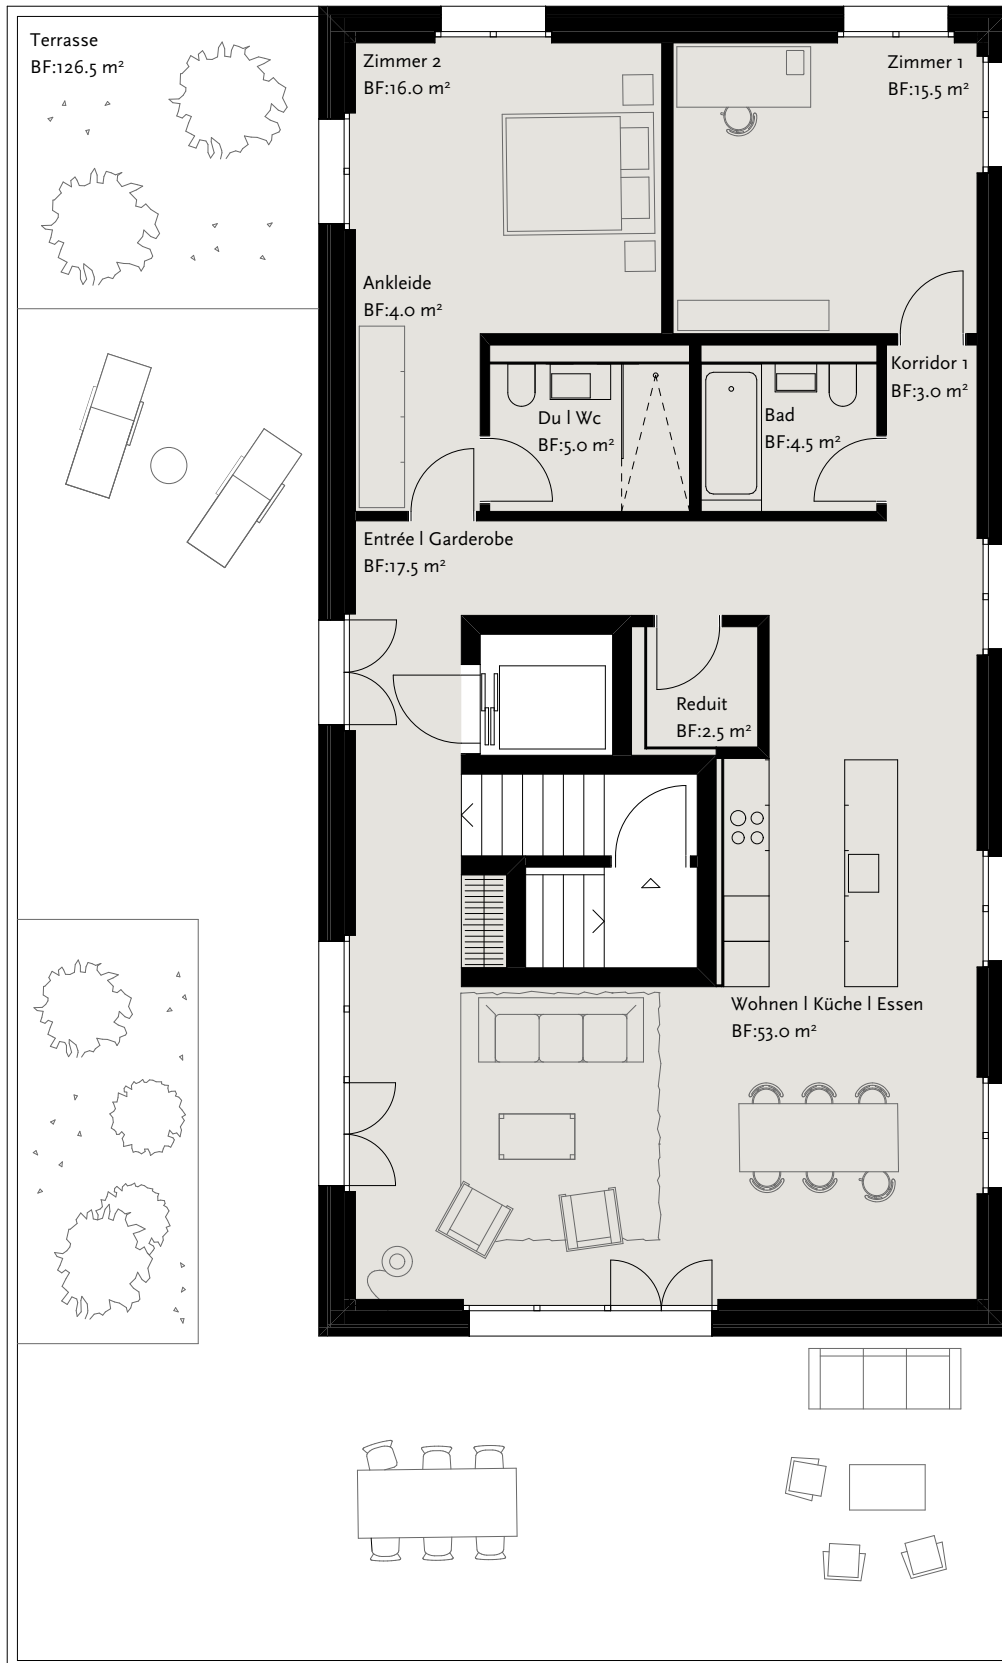 Terrasse
BF:126.5 m²
Zimmer 2
BF:16.0 m²
Zimmer 1
BF:15.5 m²
Ankleide
BF:4.0 m²
Korridor 1
BF:3.0 m²
Du | Wc
BF:5.0 m²
Bad
BF:4.5 m²
Entrée | Garderobe
BF:17.5 m²
Reduit
BF:2.5 m²
Wohnen | Küche | Essen
BF:53.0 m²